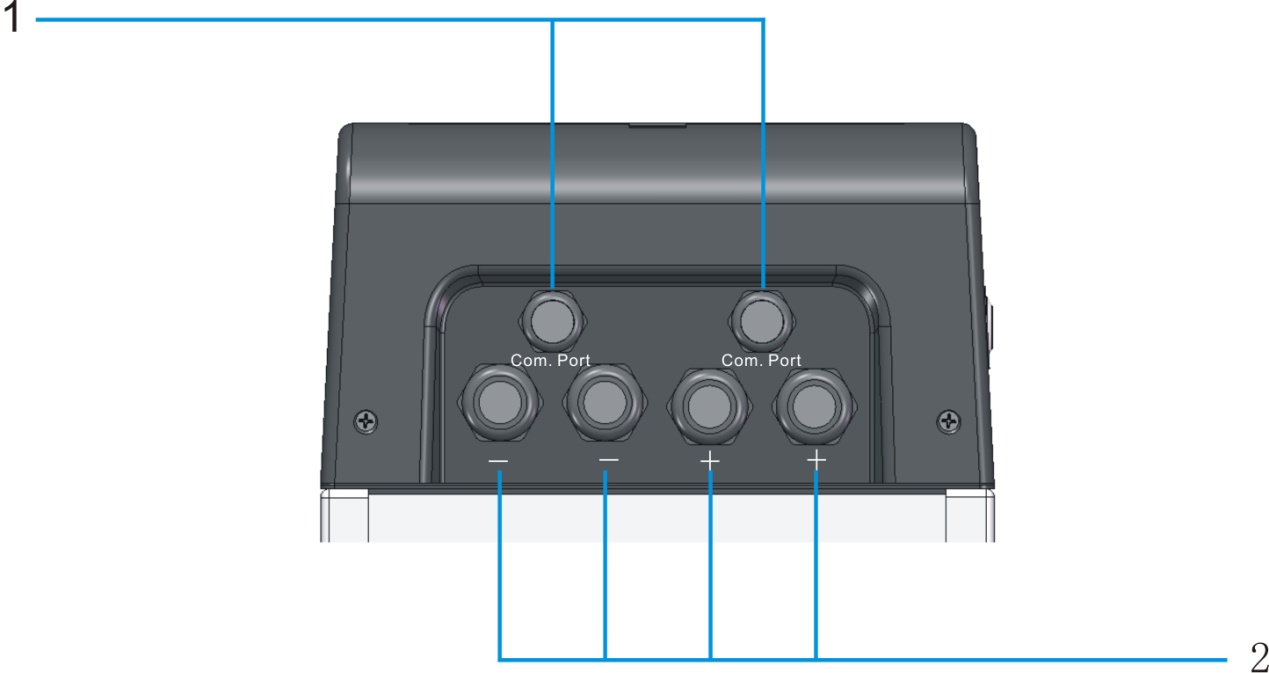 1
Com. Port Com. Port
— — + +
2